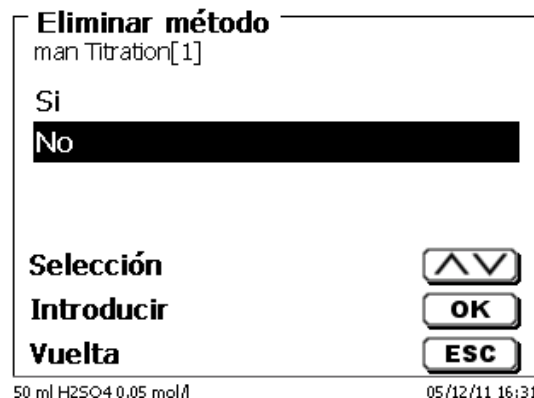 Eliminar método
man Titration[1]
Si
No
Selección
Introducir OK
Vuelta ESC
50 ml H2SO4 0.05 mol/l 05/12/11 16:31